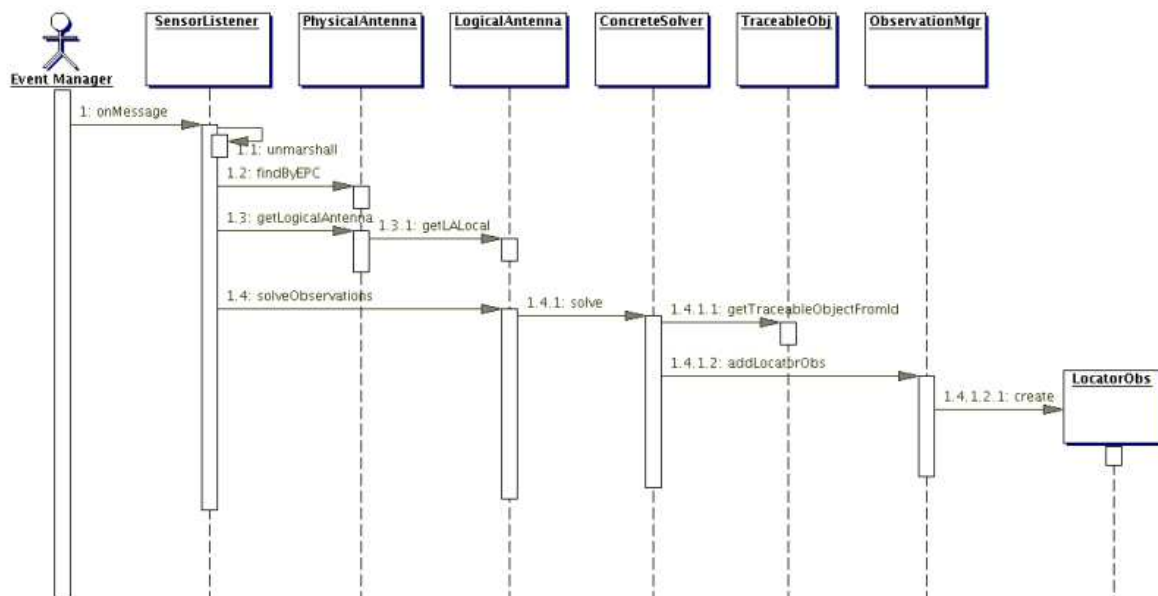 SensorListener
PhysicalAntenna
LogicalAntenna
ConcreteSolver
TraceableObj
ObservationMgr
Event Manager
1: onMessage
1.1: unmarshall
1.2: findByEPC
1.3: getLogicalAntenna
1.3.1: getLALocal
1.4: solveObservations
1.4.1: solve
1.4.1.1: getTraceableObjectFromId
1.4.1.2: addLocatorObs
LocatorObs
1.4.1.2.1: create